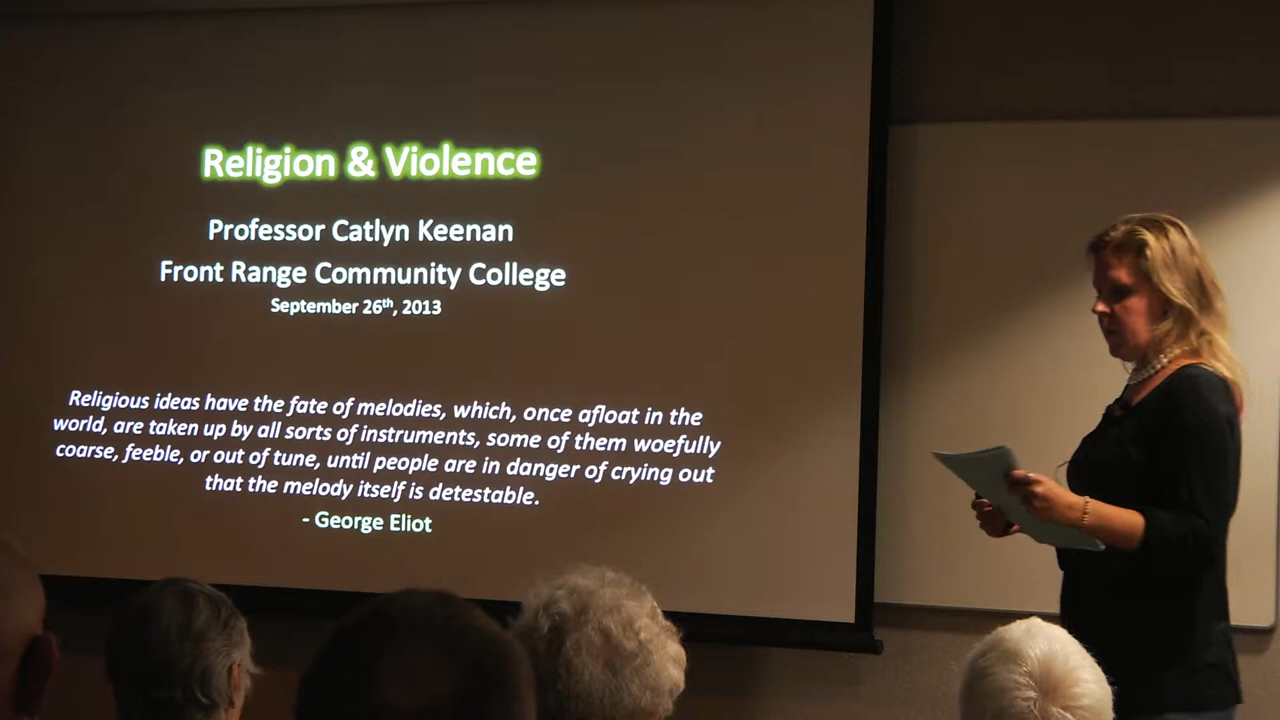 Religion & Violence
Professor Catlyn Keenan
Front Range Community College
September 26th, 2013
Religious ideas have the fate of melodies, which, once afloat in the
world, are taken up by all sorts of instruments, some of them woefully
coarse, feeble, or out of tune, until people are in danger of crying out
that the melody itself is detestable.
- George Eliot